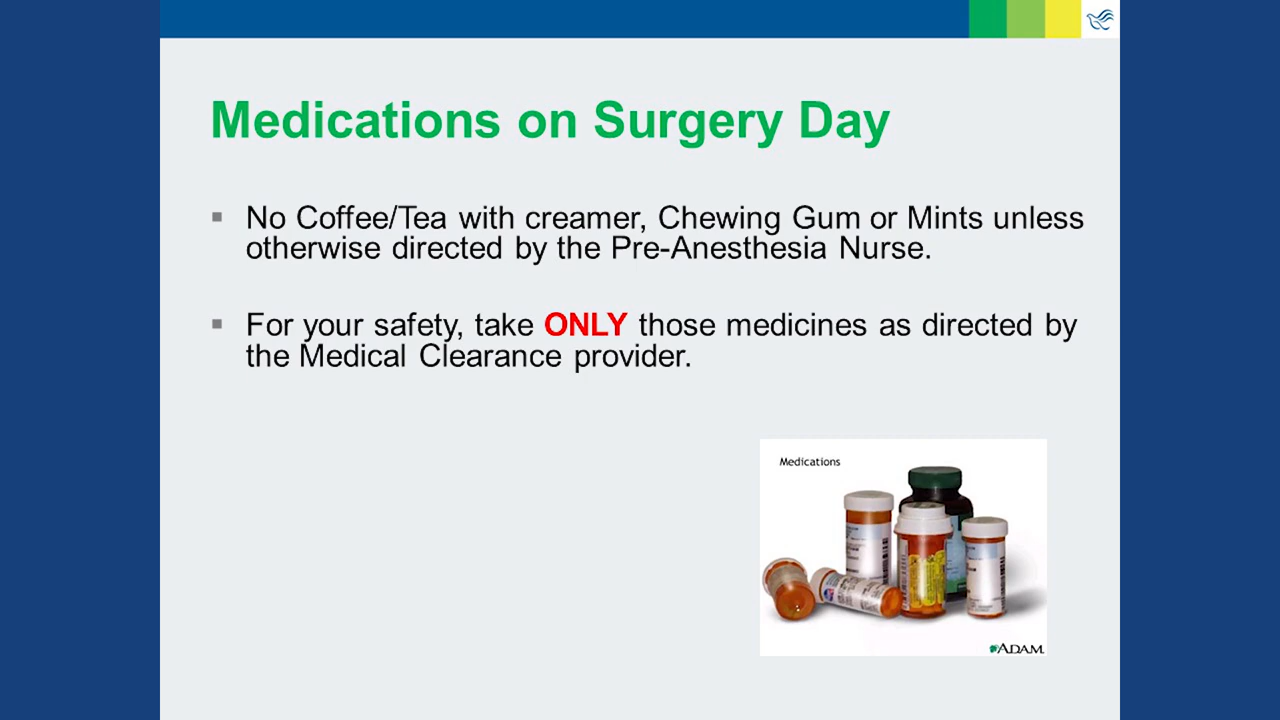 Medications on Surgery Day
No Coffee/Tea with creamer, Chewing Gum or Mints unless
otherwise directed by the Pre-Anesthesia Nurse.
For your safety, take ONLY those medicines as directed by
the Medical Clearance provider.
Medications
ADAM.